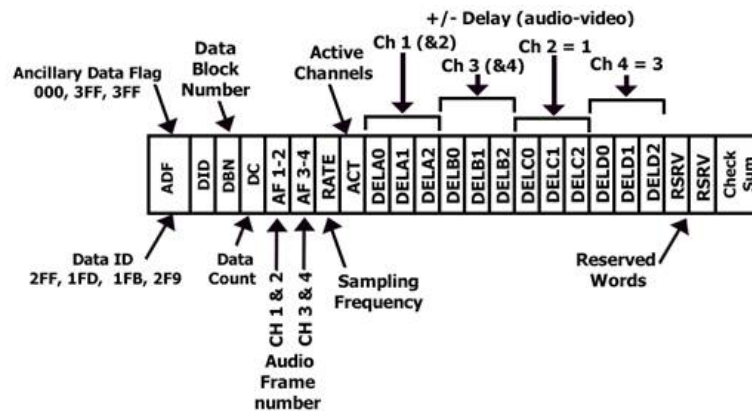 +/- Delay (audio-video)
Ch 1 (&2)
Ch 2 = 1
Ch 3 (&4)
Ch 4 = 3
Data
Block
Number
Active
Channels
Ancillary Data Flag
000, 3FF, 3FF
ADF
DID
DBN
DC
AF 1-2
AF 3-4
RATE
ACT
DELA0
DELA1
DELA2
DELB0
DELB1
DELB2
DELC0
DELC1
DELC2
DELD0
DELD1
DELD2
RSRV
RSRV
Check
Sum
Data ID
2FF, 1FD, 1FB, 2F9
Data
Count
CH 1 & 2
CH 3 & 4
Audio
Frame
number
Sampling
Frequency
Reserved
Words